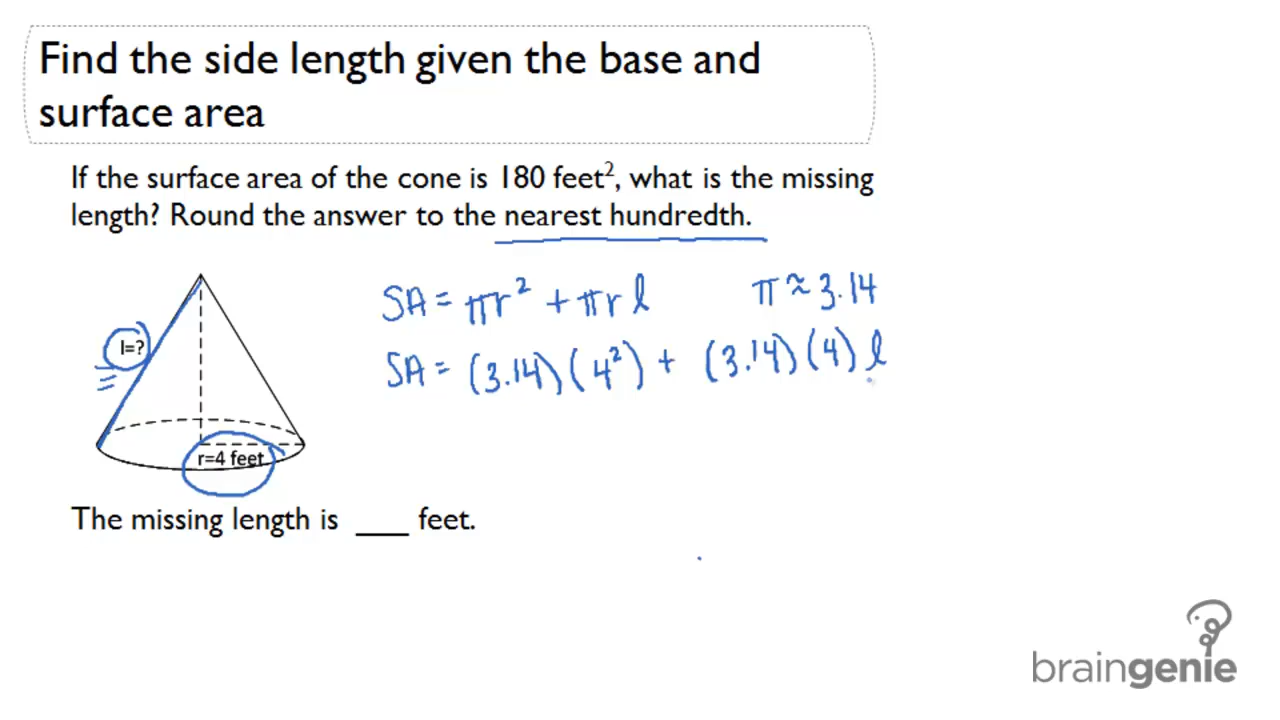 Find the side length given the base and
surface area
If the surface area of the cone is 180 feet², what is the missing
length? Round the answer to the nearest hundredth.
SA = πr² + πrl
π ≈ 3.14
SA = (3.14)(4²) + (3.14)(4)l
l=?
r=4 feet
The missing length is ____ feet.
braingenie